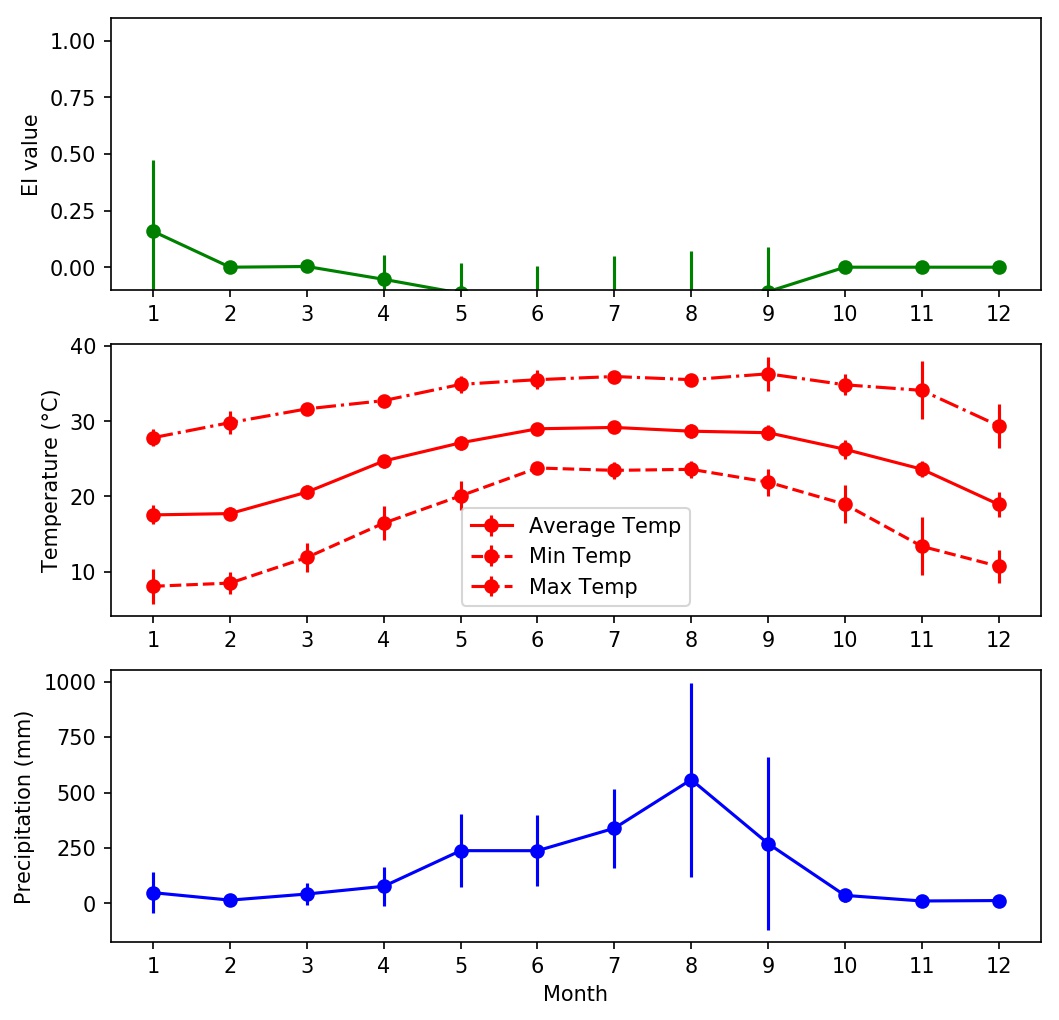 1.00
0.75
0.50
0.25
0.00
EI value
1 2 3 4 5 6 7 8 9 10 11 12
40
30
20
10
Temperature (°C)
Average Temp
Min Temp
Max Temp
1 2 3 4 5 6 7 8 9 10 11 12
1000
750
500
250
0
Precipitation (mm)
1 2 3 4 5 6 7 8 9 10 11 12
Month